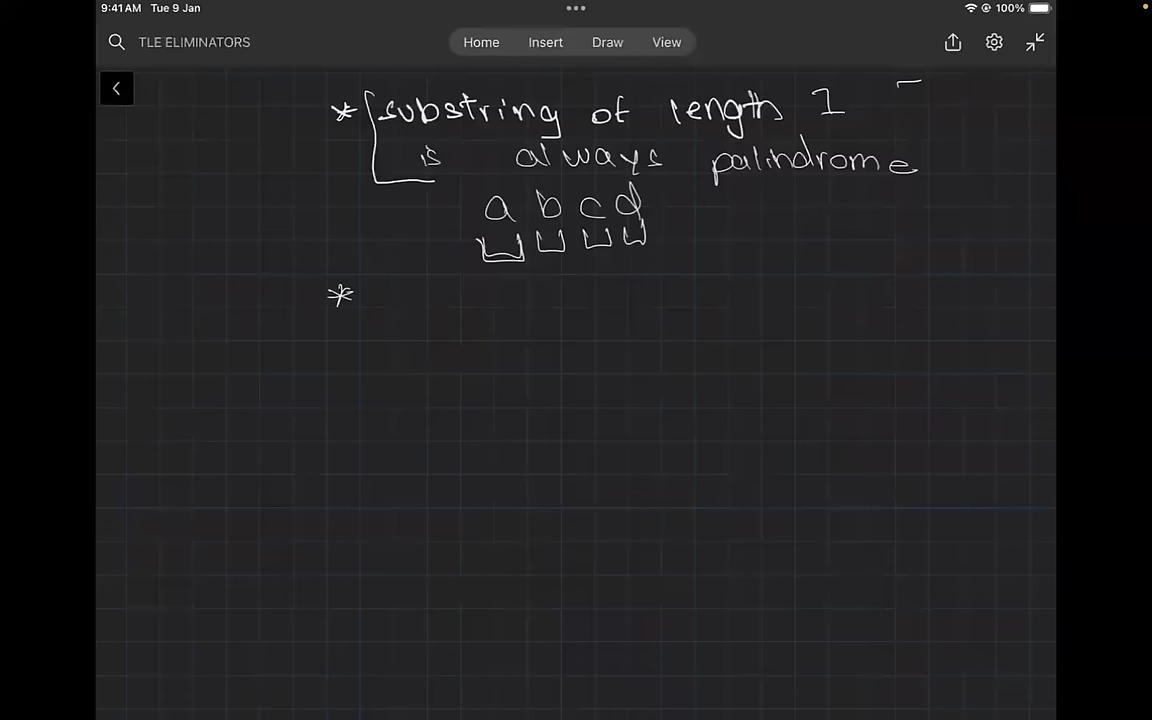 9:41 AM Tue 9 Jan 100%
TLE ELIMINATORS Home Insert Draw View
* substring of length 1
is always palindrome
a b c d
*